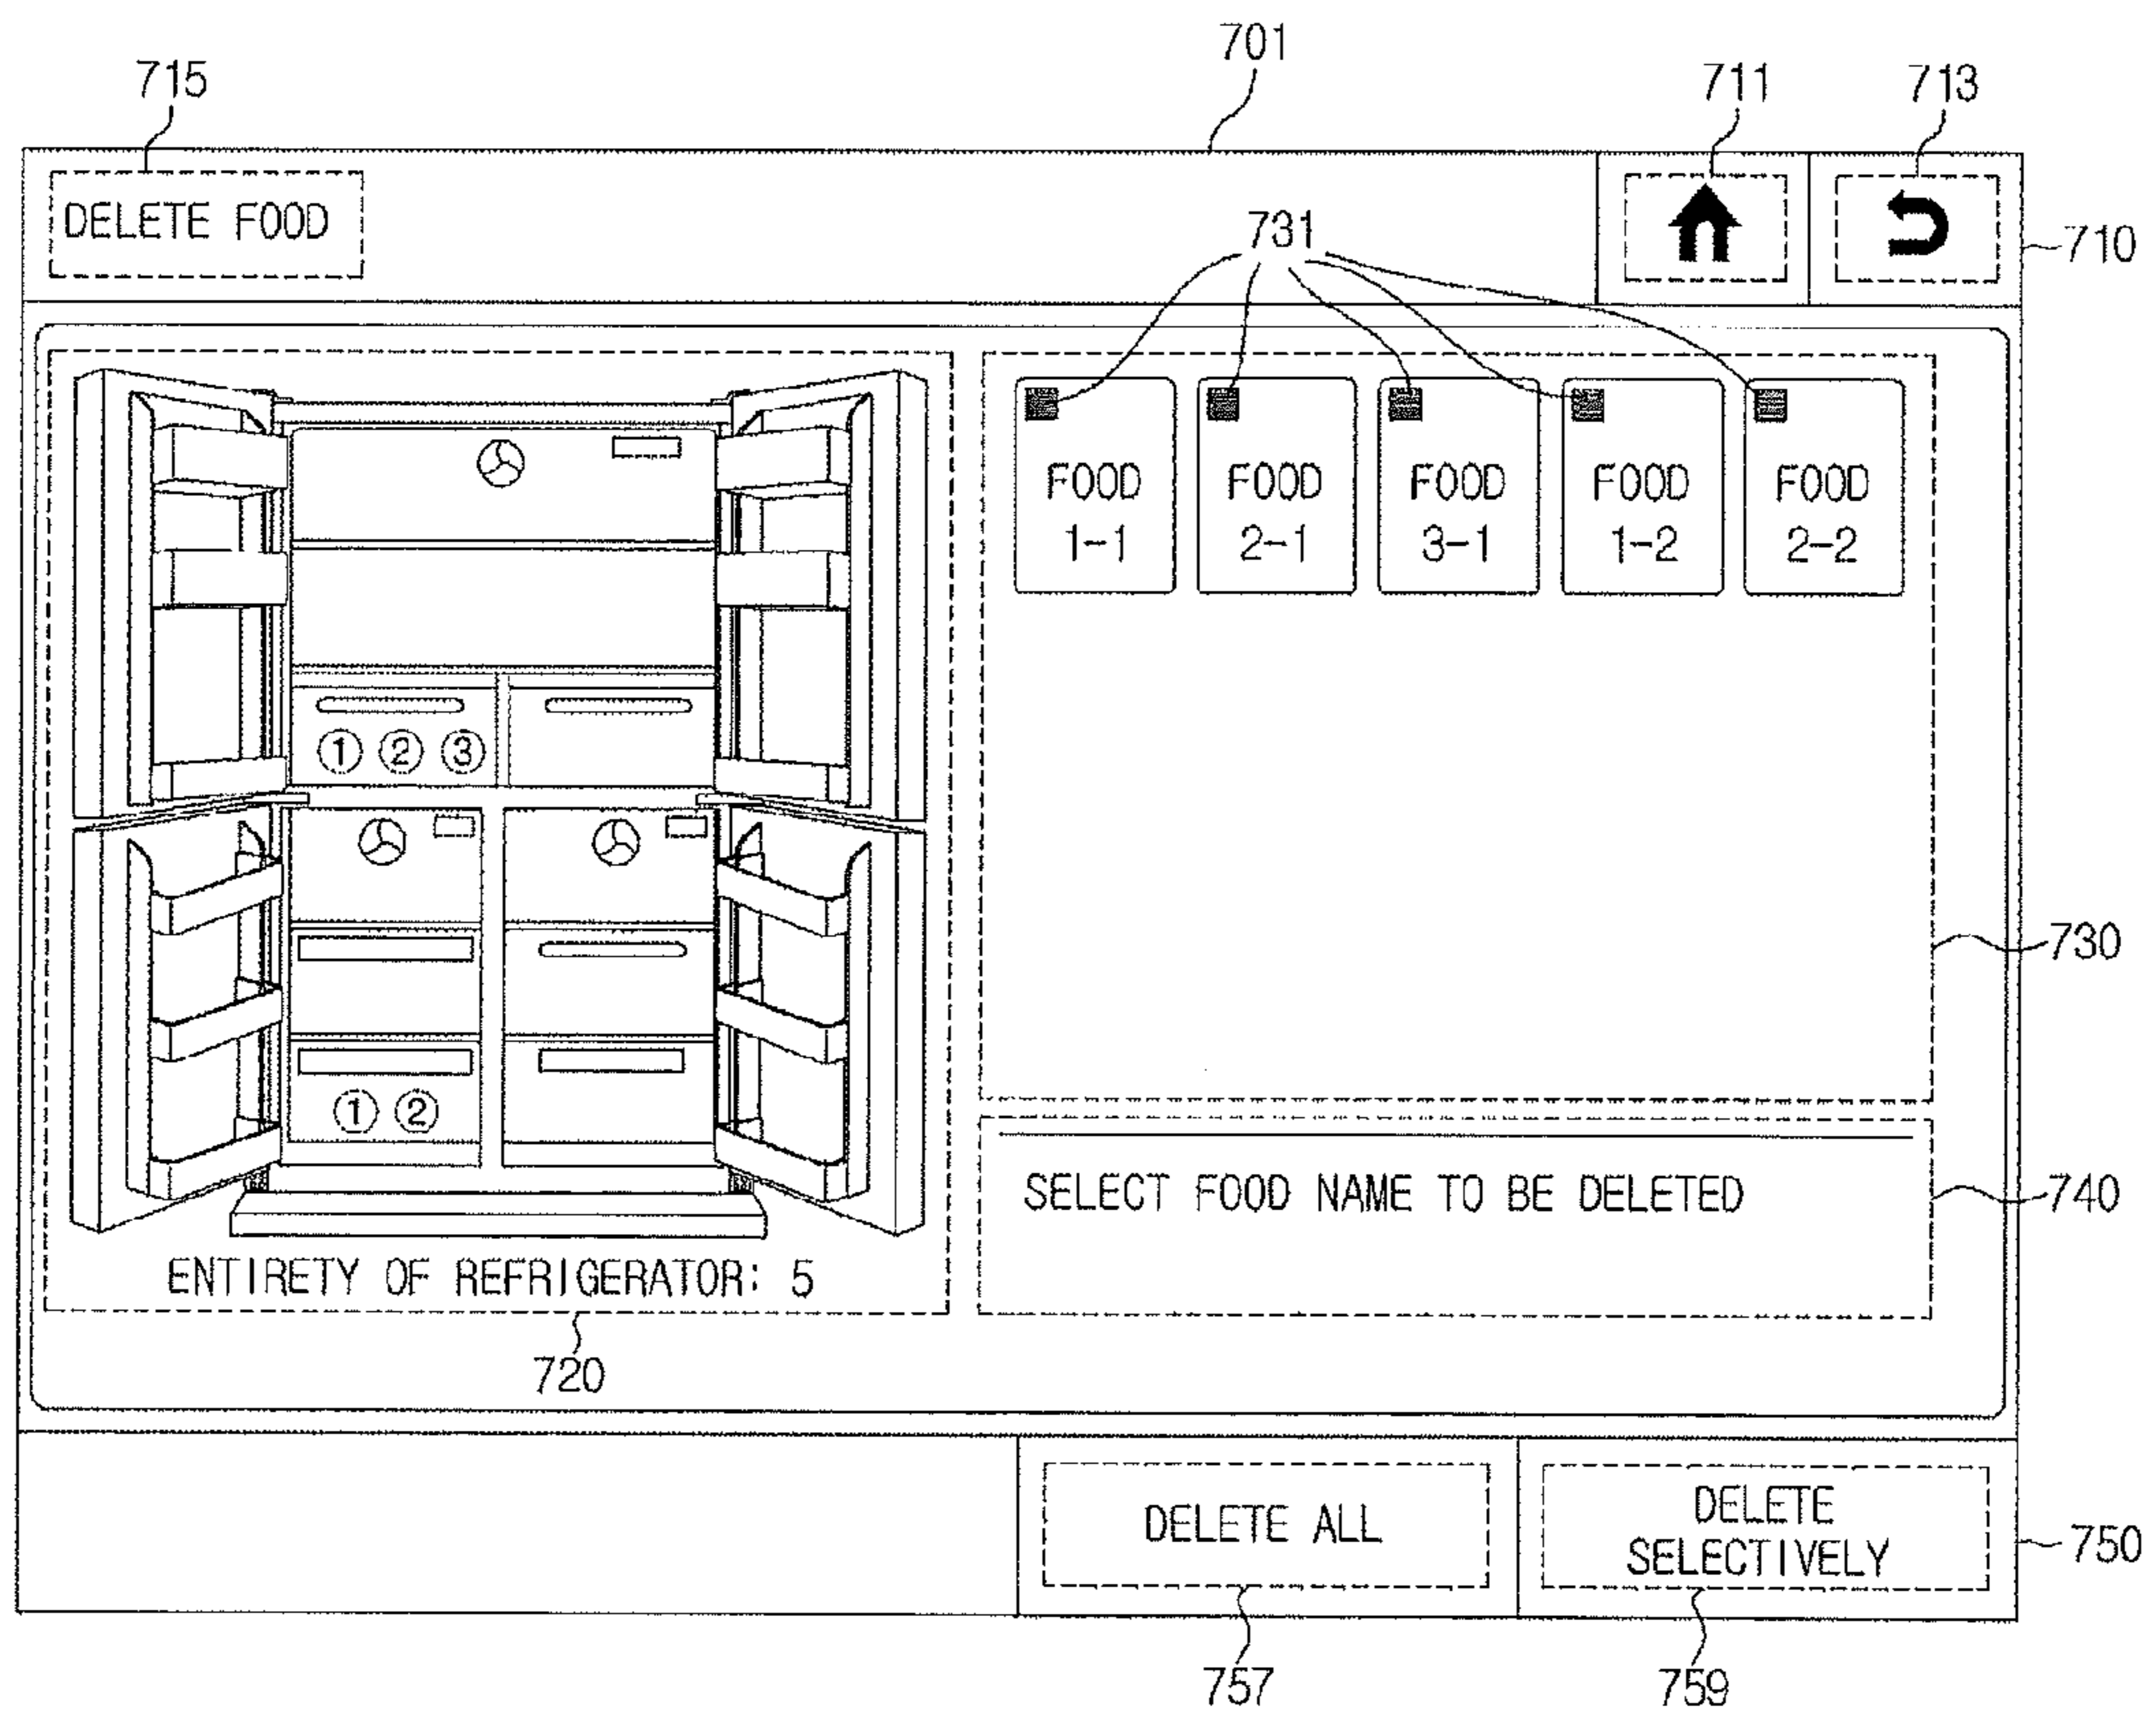 701
715
711
713
DELETE FOOD
731
710
FOOD
1-1
FOOD
2-1
FOOD
3-1
FOOD
1-2
FOOD
2-2
① ② ③
① ②
730
SELECT FOOD NAME TO BE DELETED
740
ENTIRETY OF REFRIGERATOR: 5
720
DELETE ALL
DELETE
SELECTIVELY
750
757
759